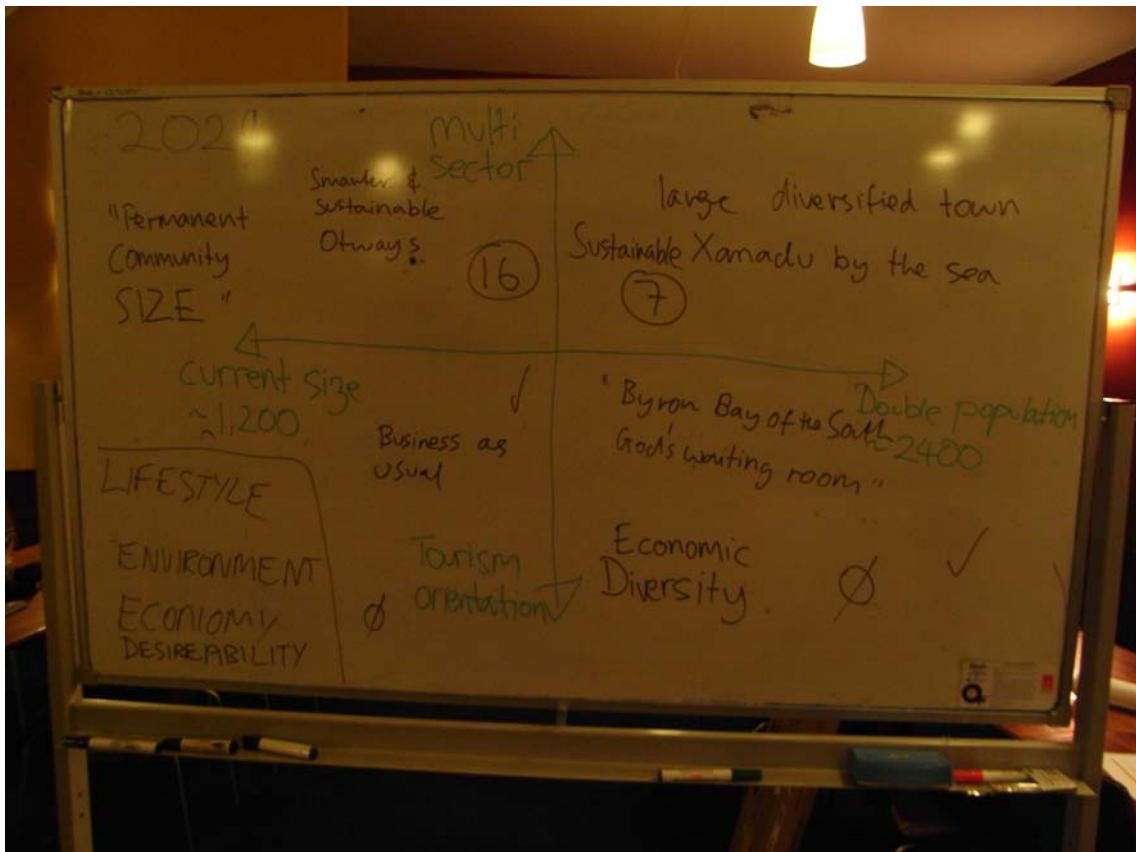 multi
sector
Smarter &
Sustainable
Otways
16
"Permanent
Community
SIZE"
large diversified town
Sustainable Xanadu by the sea
7
Current size
~1,200
Double population
~2400
Business as
usual
"Byron Bay of the South
God's waiting room"
LIFESTYLE
ENVIRONMENT
ECONOMY
DESIREABILITY
Tourism
orientation
Economic
Diversity